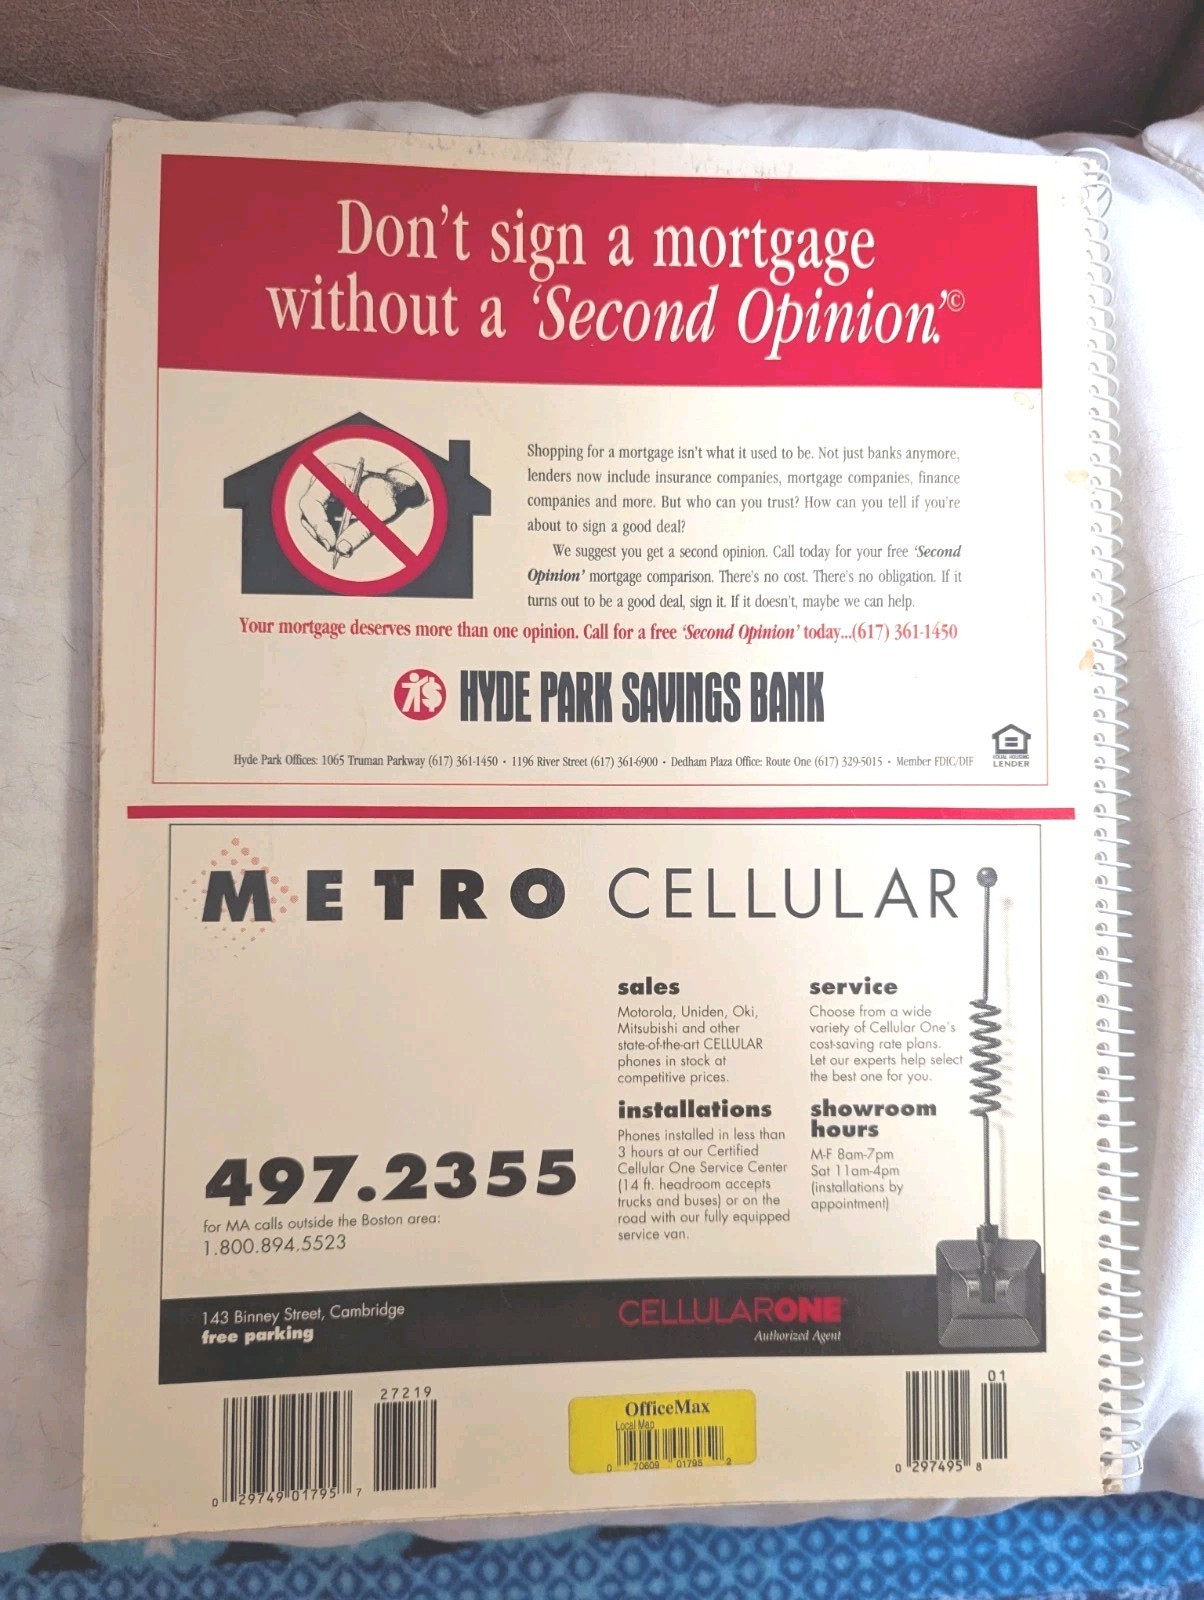 Don't sign a mortgage
without a 'Second Opinion.'©
Shopping for a mortgage isn't what it used to be. Not just banks anymore,
lenders now include insurance companies, mortgage companies, finance
companies and more. But who can you trust? How can you tell if you're
about to sign a good deal?
We suggest you get a second opinion. Call today for your free 'Second
Opinion' mortgage comparison. There's no cost. There's no obligation. If it
turns out to be a good deal, sign it. If it doesn't, maybe we can help.
Your mortgage deserves more than one opinion. Call for a free 'Second Opinion' today...(617) 361-1450
HYDE PARK SAVINGS BANK
Hyde Park Offices: 1065 Truman Parkway (617) 361-1450 • 1196 River Street (617) 361-6900 • Dedham Plaza Office: Route One (617) 329-5015 • Member FDIC/DIF
EQUAL HOUSING
LENDER
METRO CELLULAR
sales
Motorola, Uniden, Oki,
Mitsubishi and other
state-of-the-art CELLULAR
phones in stock at
competitive prices.
service
Choose from a wide
variety of Cellular One's
cost-saving rate plans.
Let our experts help select
the best one for you.
installations
Phones installed in less than
3 hours at our Certified
Cellular One Service Center
(14 ft. headroom accepts
trucks and buses) or on the
road with our fully equipped
service van.
showroom
hours
M-F 8am-7pm
Sat 11am-4pm
(installations by
appointment)
497.2355
for MA calls outside the Boston area:
1.800.894.5523
143 Binney Street, Cambridge
free parking
CELLULARONE
Authorized Agent
27219
0 29749 01795 7
OfficeMax
Local Map
0 70609 01795 2
01
0 297495 8